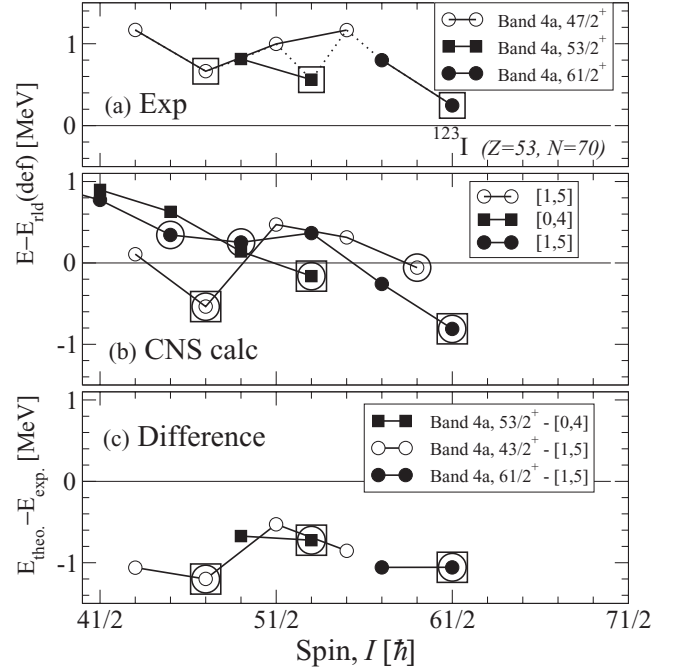 1
0
(a) Exp
Band 4a, 47/2+
Band 4a, 53/2+
Band 4a, 61/2+
123I (Z=53, N=70)
E−Erld(def) [MeV]
1
0
-1
(b) CNS calc
[1,5]
[0,4]
[1,5]
Etheo.−Eexp. [MeV]
1
0
-1
(c) Difference
Band 4a, 53/2+ - [0,4]
Band 4a, 43/2+ - [1,5]
Band 4a, 61/2+ - [1,5]
41/2 51/2 61/2 71/2
Spin, I [ħ]